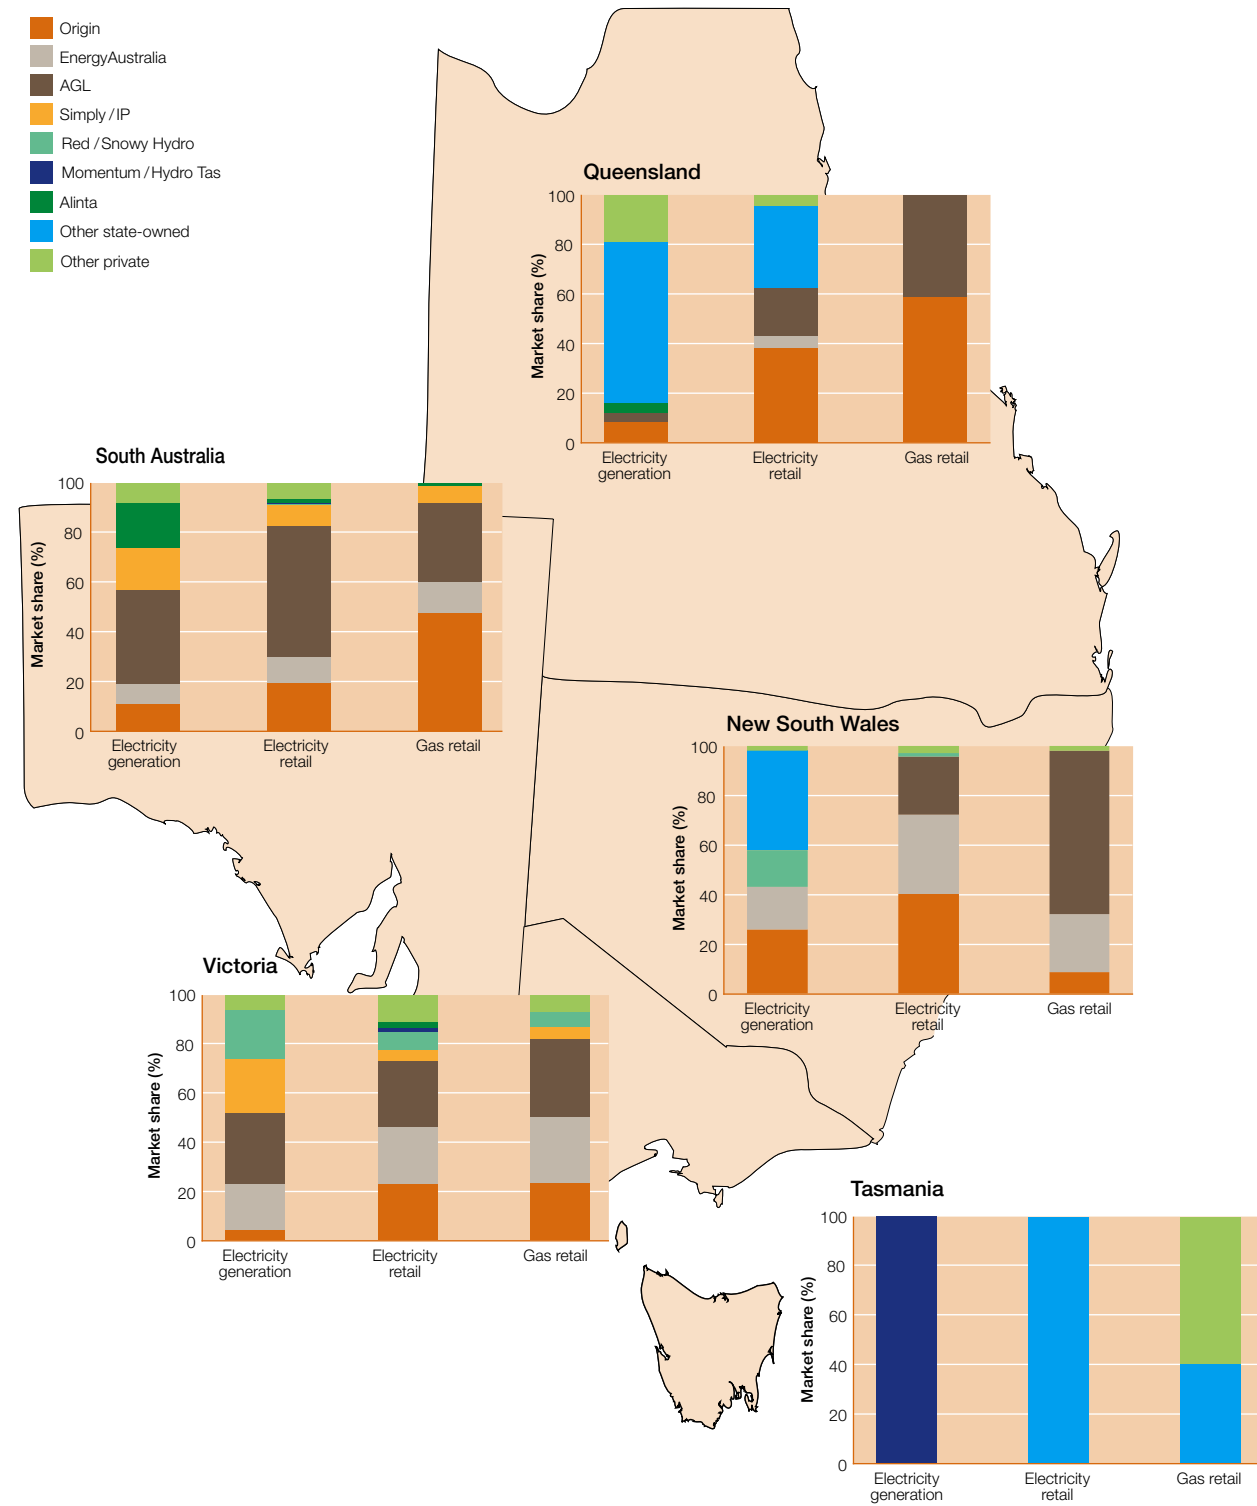 Origin
EnergyAustralia
AGL
Simply / IP
Red / Snowy Hydro
Momentum / Hydro Tas
Alinta
Other state-owned
Other private
Queensland
Market share (%)
100
80
60
40
20
0
Electricity
generation
Electricity
retail
Gas retail
South Australia
Market share (%)
100
80
60
40
20
0
Electricity
generation
Electricity
retail
Gas retail
New South Wales
Market share (%)
100
80
60
40
20
0
Electricity
generation
Electricity
retail
Gas retail
Victoria
Market share (%)
100
80
60
40
20
0
Electricity
generation
Electricity
retail
Gas retail
Tasmania
Market share (%)
100
80
60
40
20
0
Electricity
generation
Electricity
retail
Gas retail